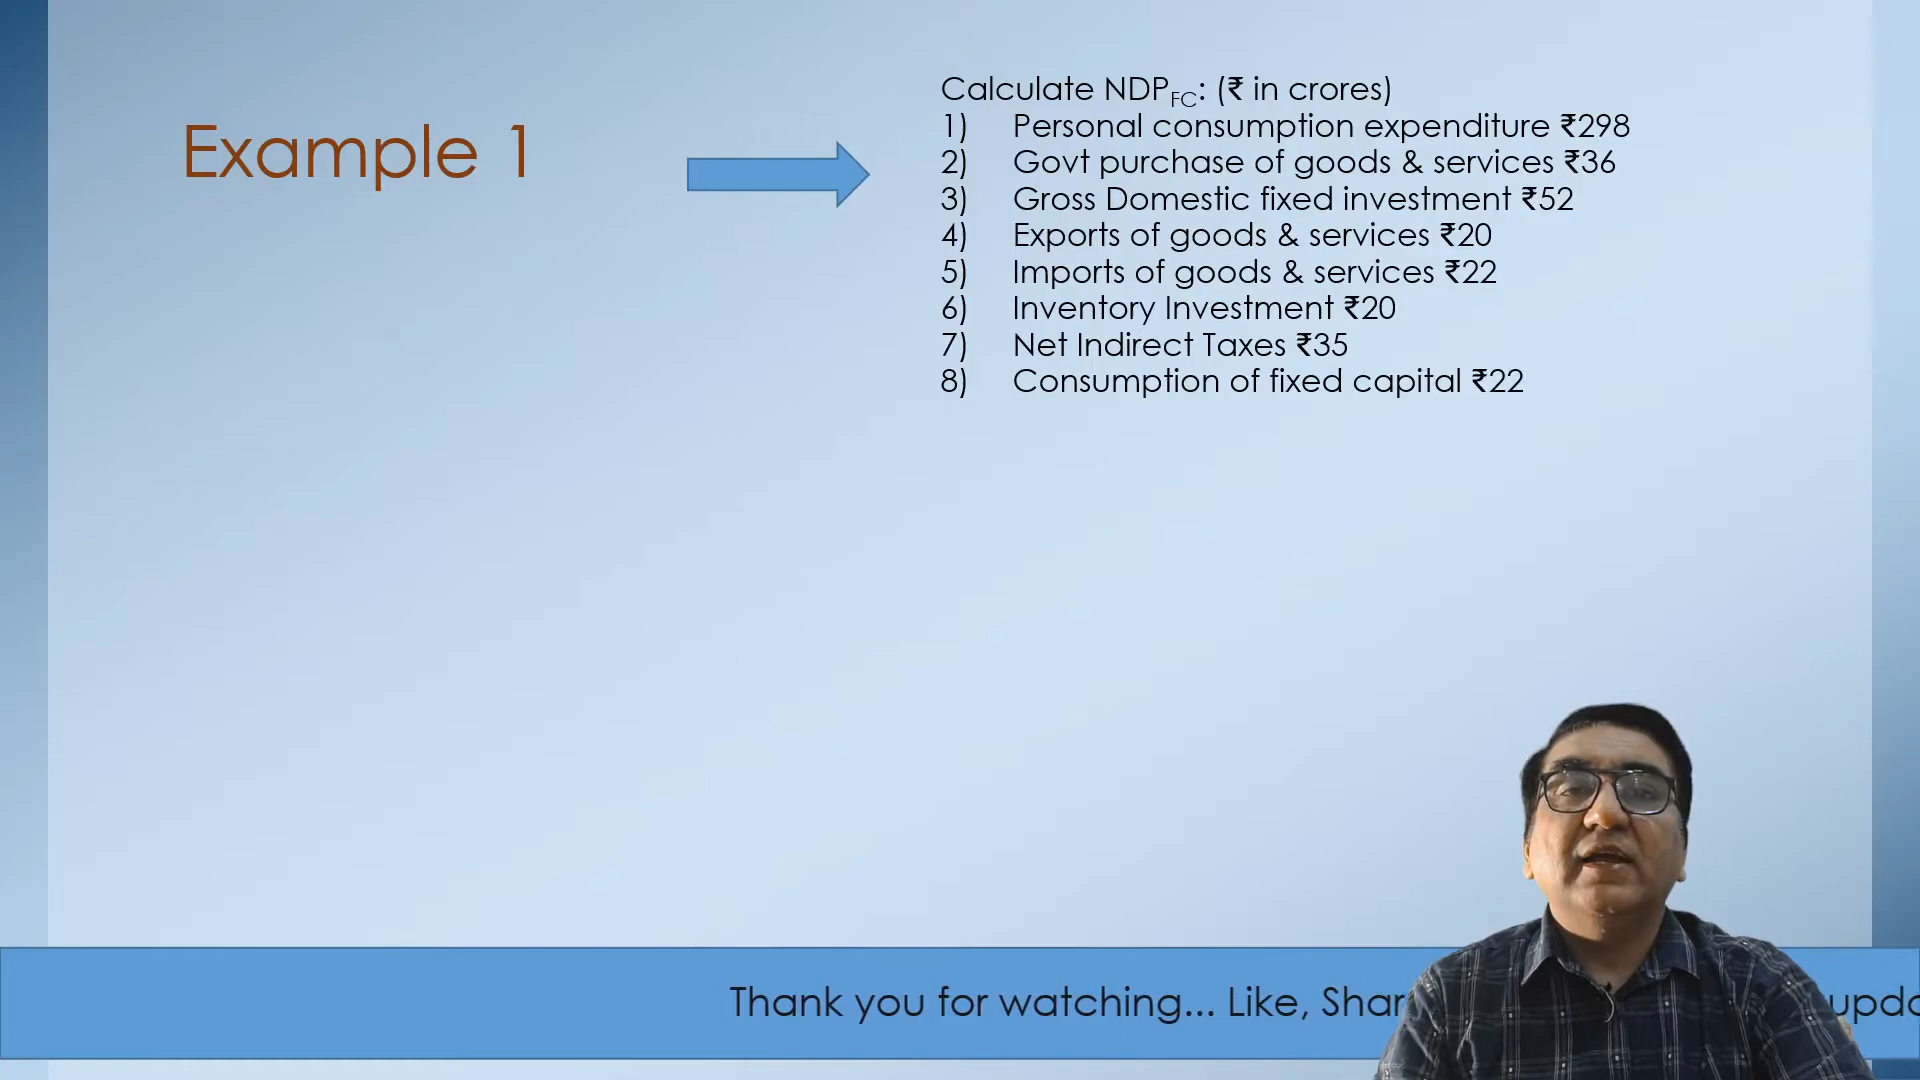 Example 1
Calculate NDPFC: (₹ in crores)
1) Personal consumption expenditure ₹298
2) Govt purchase of goods & services ₹36
3) Gross Domestic fixed investment ₹52
4) Exports of goods & services ₹20
5) Imports of goods & services ₹22
6) Inventory Investment ₹20
7) Net Indirect Taxes ₹35
8) Consumption of fixed capital ₹22
Thank you for watching... Like,